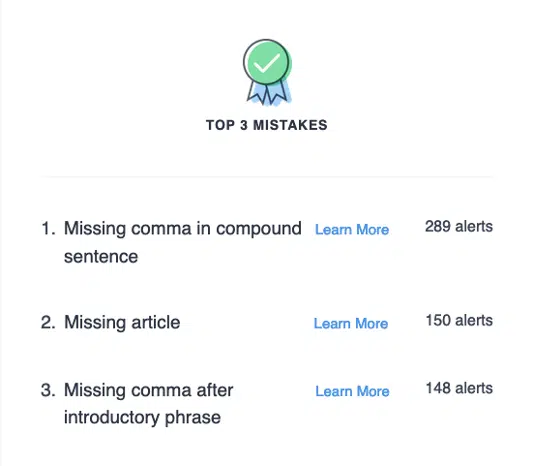 TOP 3 MISTAKES
1. Missing comma in compound Learn More 289 alerts
sentence
2. Missing article Learn More 150 alerts
3. Missing comma after Learn More 148 alerts
introductory phrase